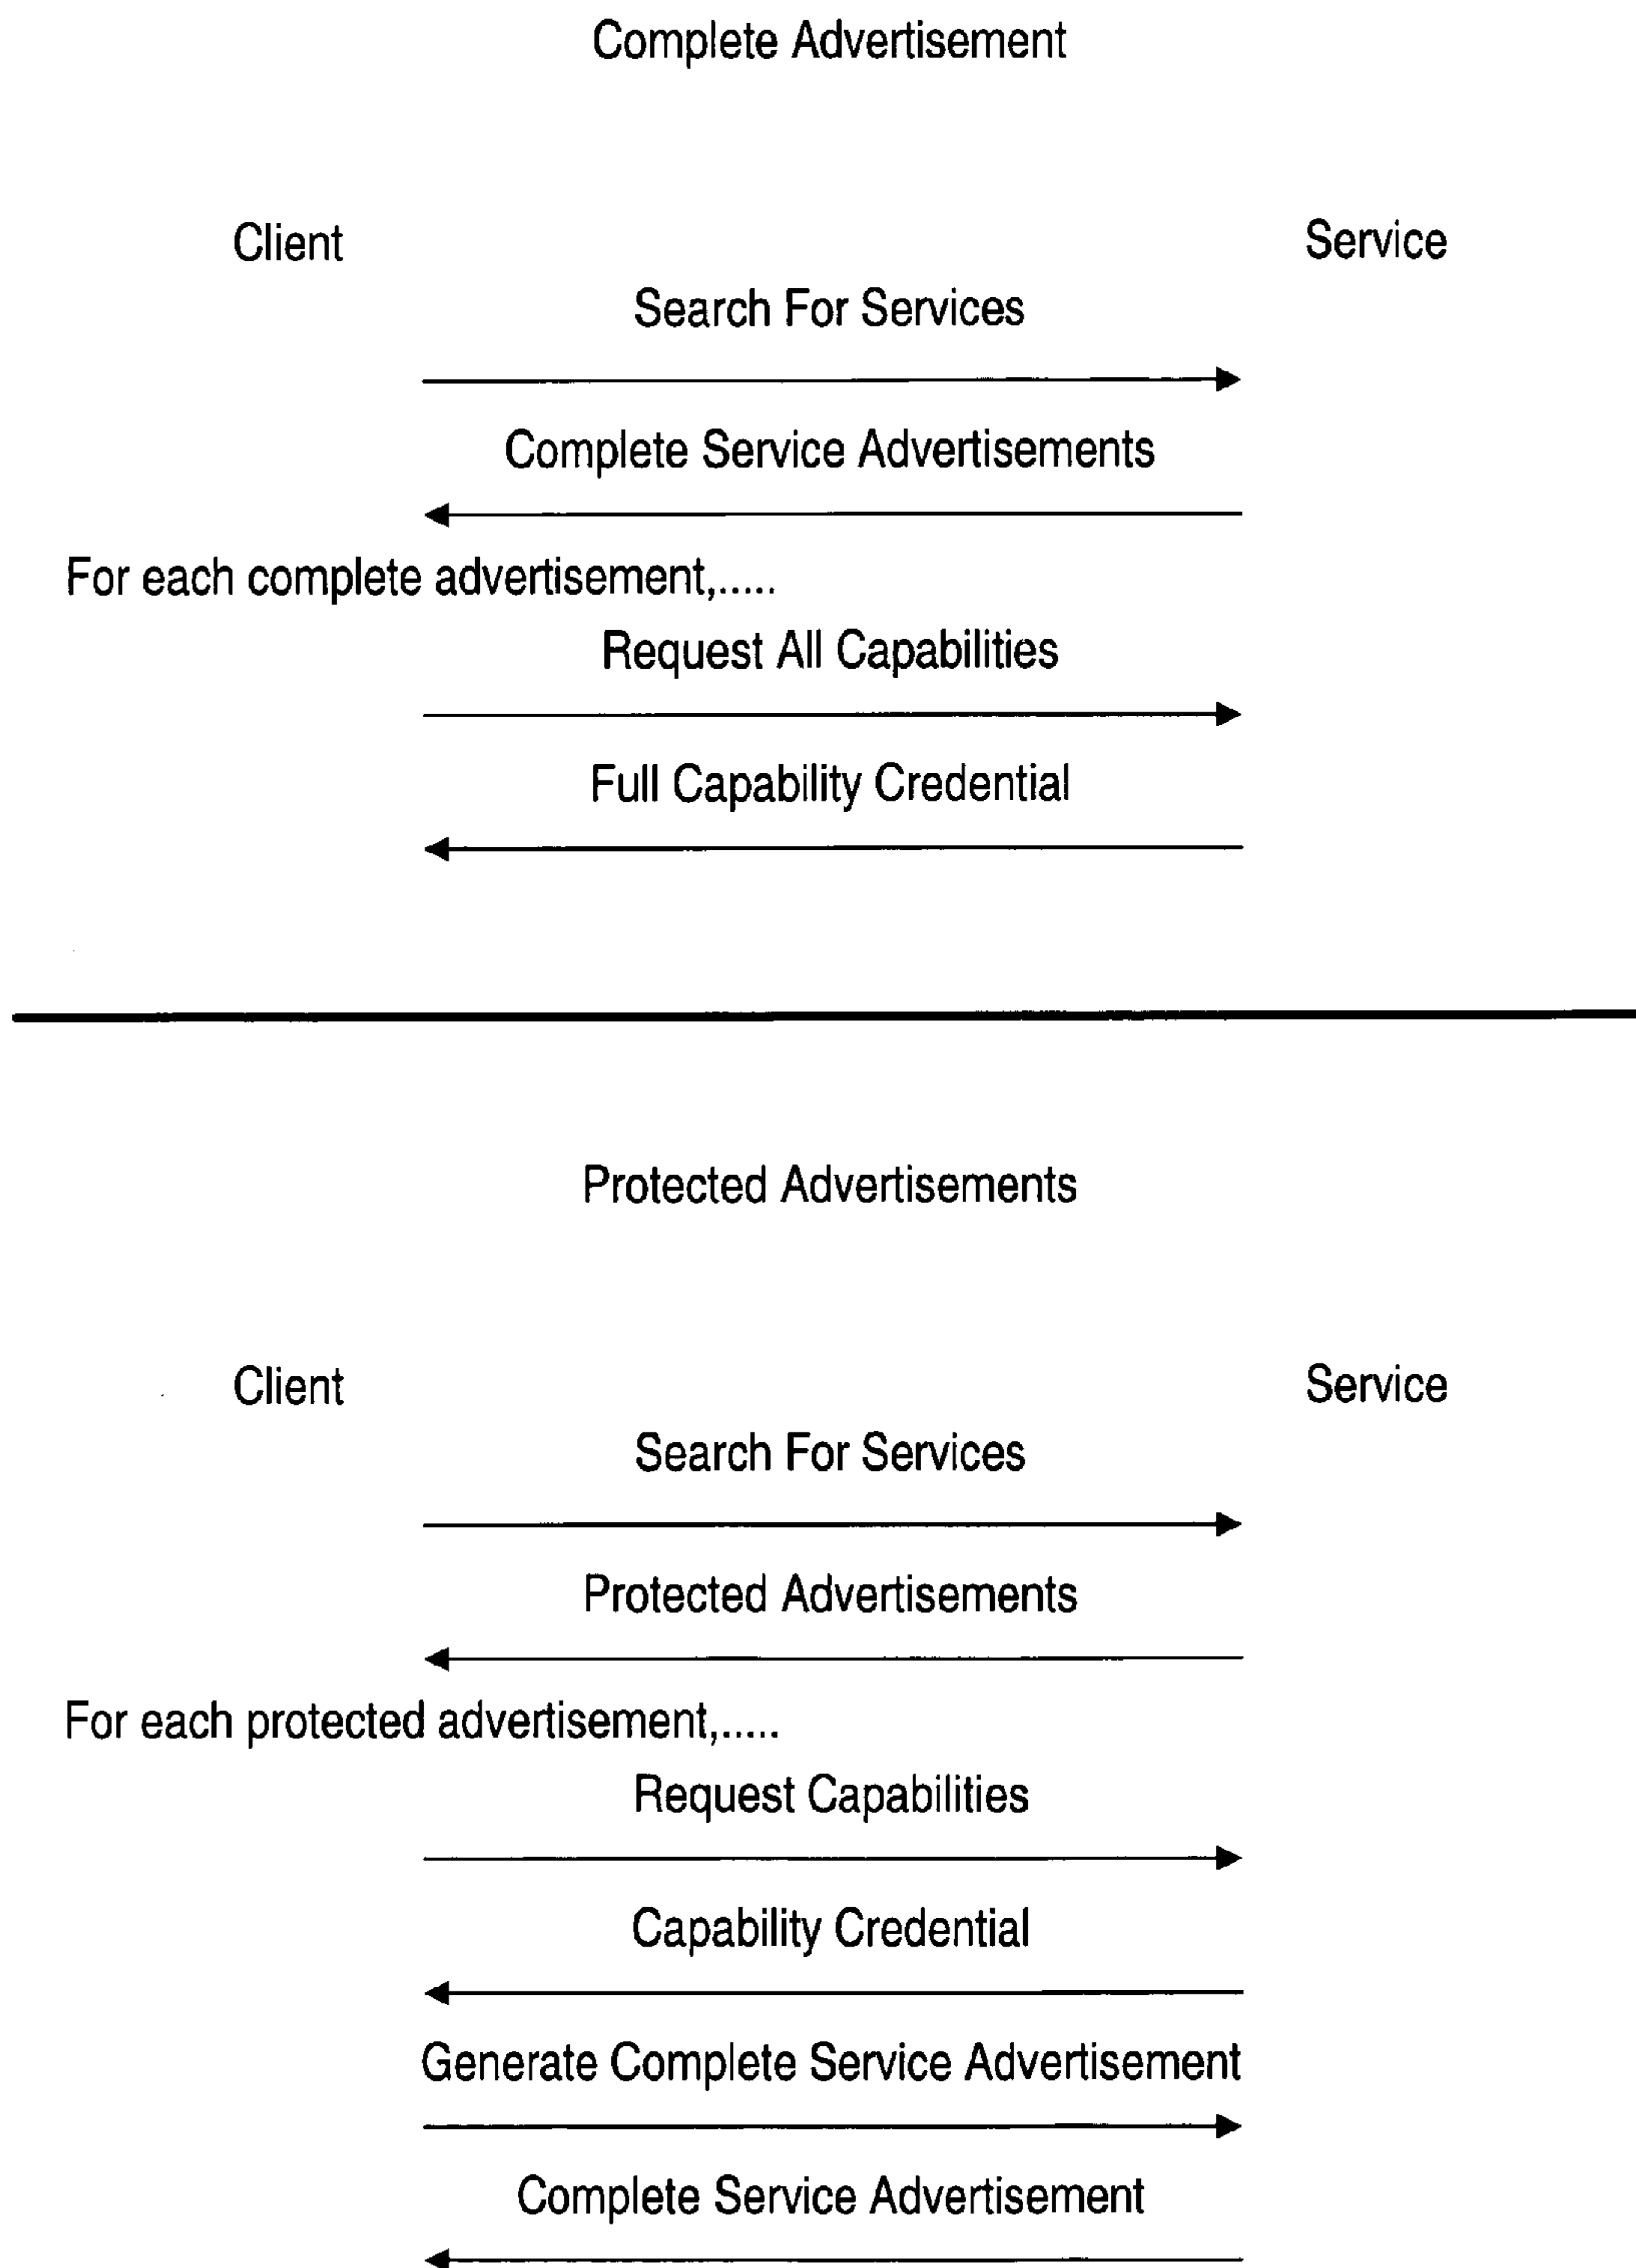 Complete Advertisement
Client
Service
Search For Services
Complete Service Advertisements
For each complete advertisement,.....
Request All Capabilities
Full Capability Credential
Protected Advertisements
Client
Service
Search For Services
Protected Advertisements
For each protected advertisement,.....
Request Capabilities
Capability Credential
Generate Complete Service Advertisement
Complete Service Advertisement